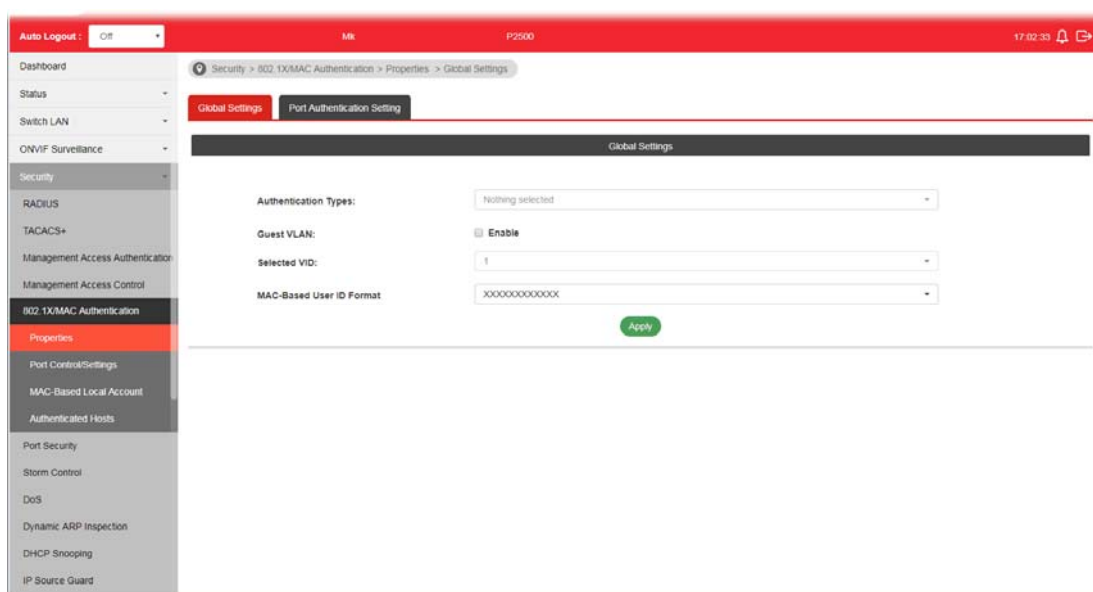 Auto Logout : Off Mk P2500 17:02:33
Dashboard
Status
Switch LAN
ONVIF Surveillance
Security
RADIUS
TACACS+
Management Access Authentication
Management Access Control
802.1X/MAC Authentication
Properties
Port Control/Settings
MAC-Based Local Account
Authenticated Hosts
Port Security
Storm Control
DoS
Dynamic ARP Inspection
DHCP Snooping
IP Source Guard
Security > 802.1X/MAC Authentication > Properties > Global Settings
Global Settings Port Authentication Setting
Global Settings
Authentication Types: Nothing selected
Guest VLAN: Enable
Selected VID: 1
MAC-Based User ID Format XXXXXXXXXXXX
Apply